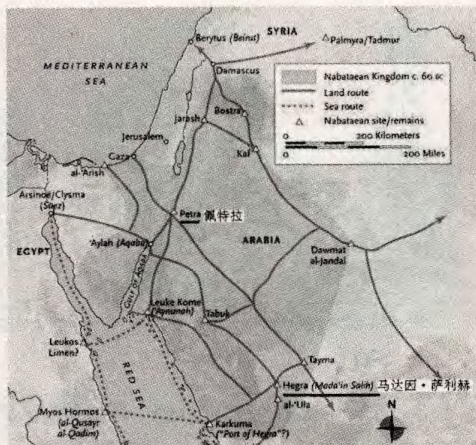 SYRIA
Berytus (Beirut)
Palmyra/Tadmur
MEDITERRANEAN
SEA
Damascus
Nabataean Kingdom c. 60 BC
Land route
Sea route
Nabataean site/remains
200 Kilometers
200 Miles
Bostra
Jarash
Jerusalem
Kaf
Gaza
al-'Arish
Arsinoe/Clysma
(Suez)
Petra 佩特拉
EGYPT
'Aylah (Aqaba)
ARABIA
Dawmat
al-Jandal
Gulf of Aqaba
Leuke Kome
('Aynunah)
Tabuk
Leukos
Limen?
RED SEA
Tayma
Hegra (Mada'in Salih) 马达因·萨利赫
al-'Ula
Myos Hormos
(al-Qusayr
al-Qadim)
Karkuma
("Port of Hegra"?)
N